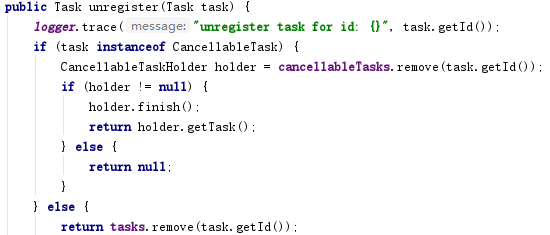 public Task unregister(Task task) {
    logger.trace( message: "unregister task for id: {}", task.getId());
    if (task instanceof CancellableTask) {
        CancellableTaskHolder holder = cancellableTasks.remove(task.getId());
        if (holder != null) {
            holder.finish();
            return holder.getTask();
        } else {
            return null;
        }
    } else {
        return tasks.remove(task.getId());